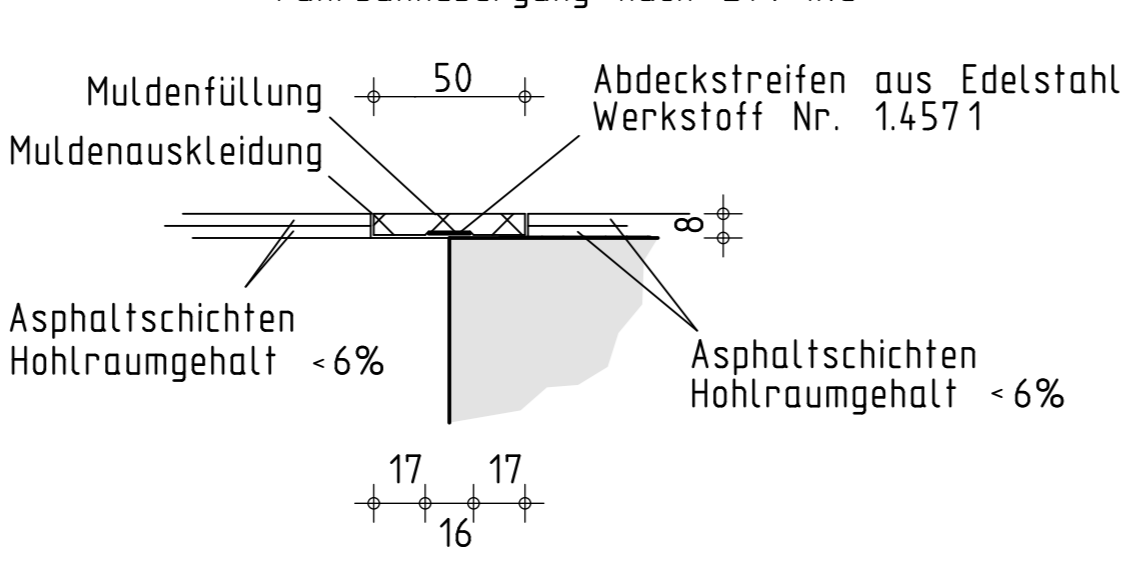 50
Muldenfüllung
Abdeckstreifen aus Edelstahl
Werkstoff Nr. 1.4571
Muldenauskleidung
8
Asphaltschichten
Hohlraumgehalt <6%
Asphaltschichten
Hohlraumgehalt <6%
17 17
16